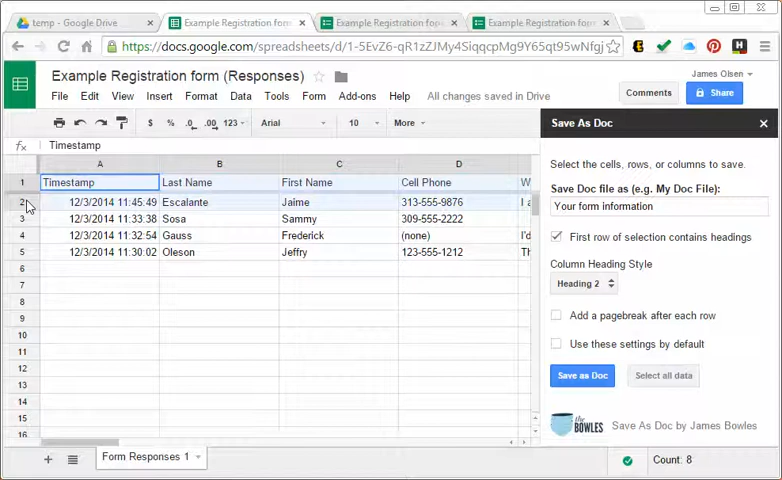 temp - Google Drive
Example Registration form
Example Registration for
Example Registration form
https://docs.google.com/spreadsheets/d/1-5EvZ6-qR1zZJMy4SiqqcpMg9Y65qt95wNfgj
Example Registration form (Responses)
James Olsen
File Edit View Insert Format Data Tools Form Add-ons Help All changes saved in Drive
Comments
Share
$ % .0 .00 123 Arial 10 More
Save As Doc
fx Timestamp
A B C D
1 Timestamp Last Name First Name Cell Phone W
2 12/3/2014 11:45:49 Escalante Jaime 313-555-9876 I a
3 12/3/2014 11:33:38 Sosa Sammy 309-555-2222
4 12/3/2014 11:32:54 Gauss Frederick (none) I'd
5 12/3/2014 11:30:02 Oleson Jeffry 123-555-1212 Th
6
7
8
9
10
11
12
13
14
15
16
Select the cells, rows, or columns to save.
Save Doc file as (e.g. My Doc File):
Your form information
First row of selection contains headings
Column Heading Style
Heading 2
Add a pagebreak after each row
Use these settings by default
Save as Doc
Select all data
the BOWLES
Save As Doc by James Bowles
Form Responses 1
Count: 8